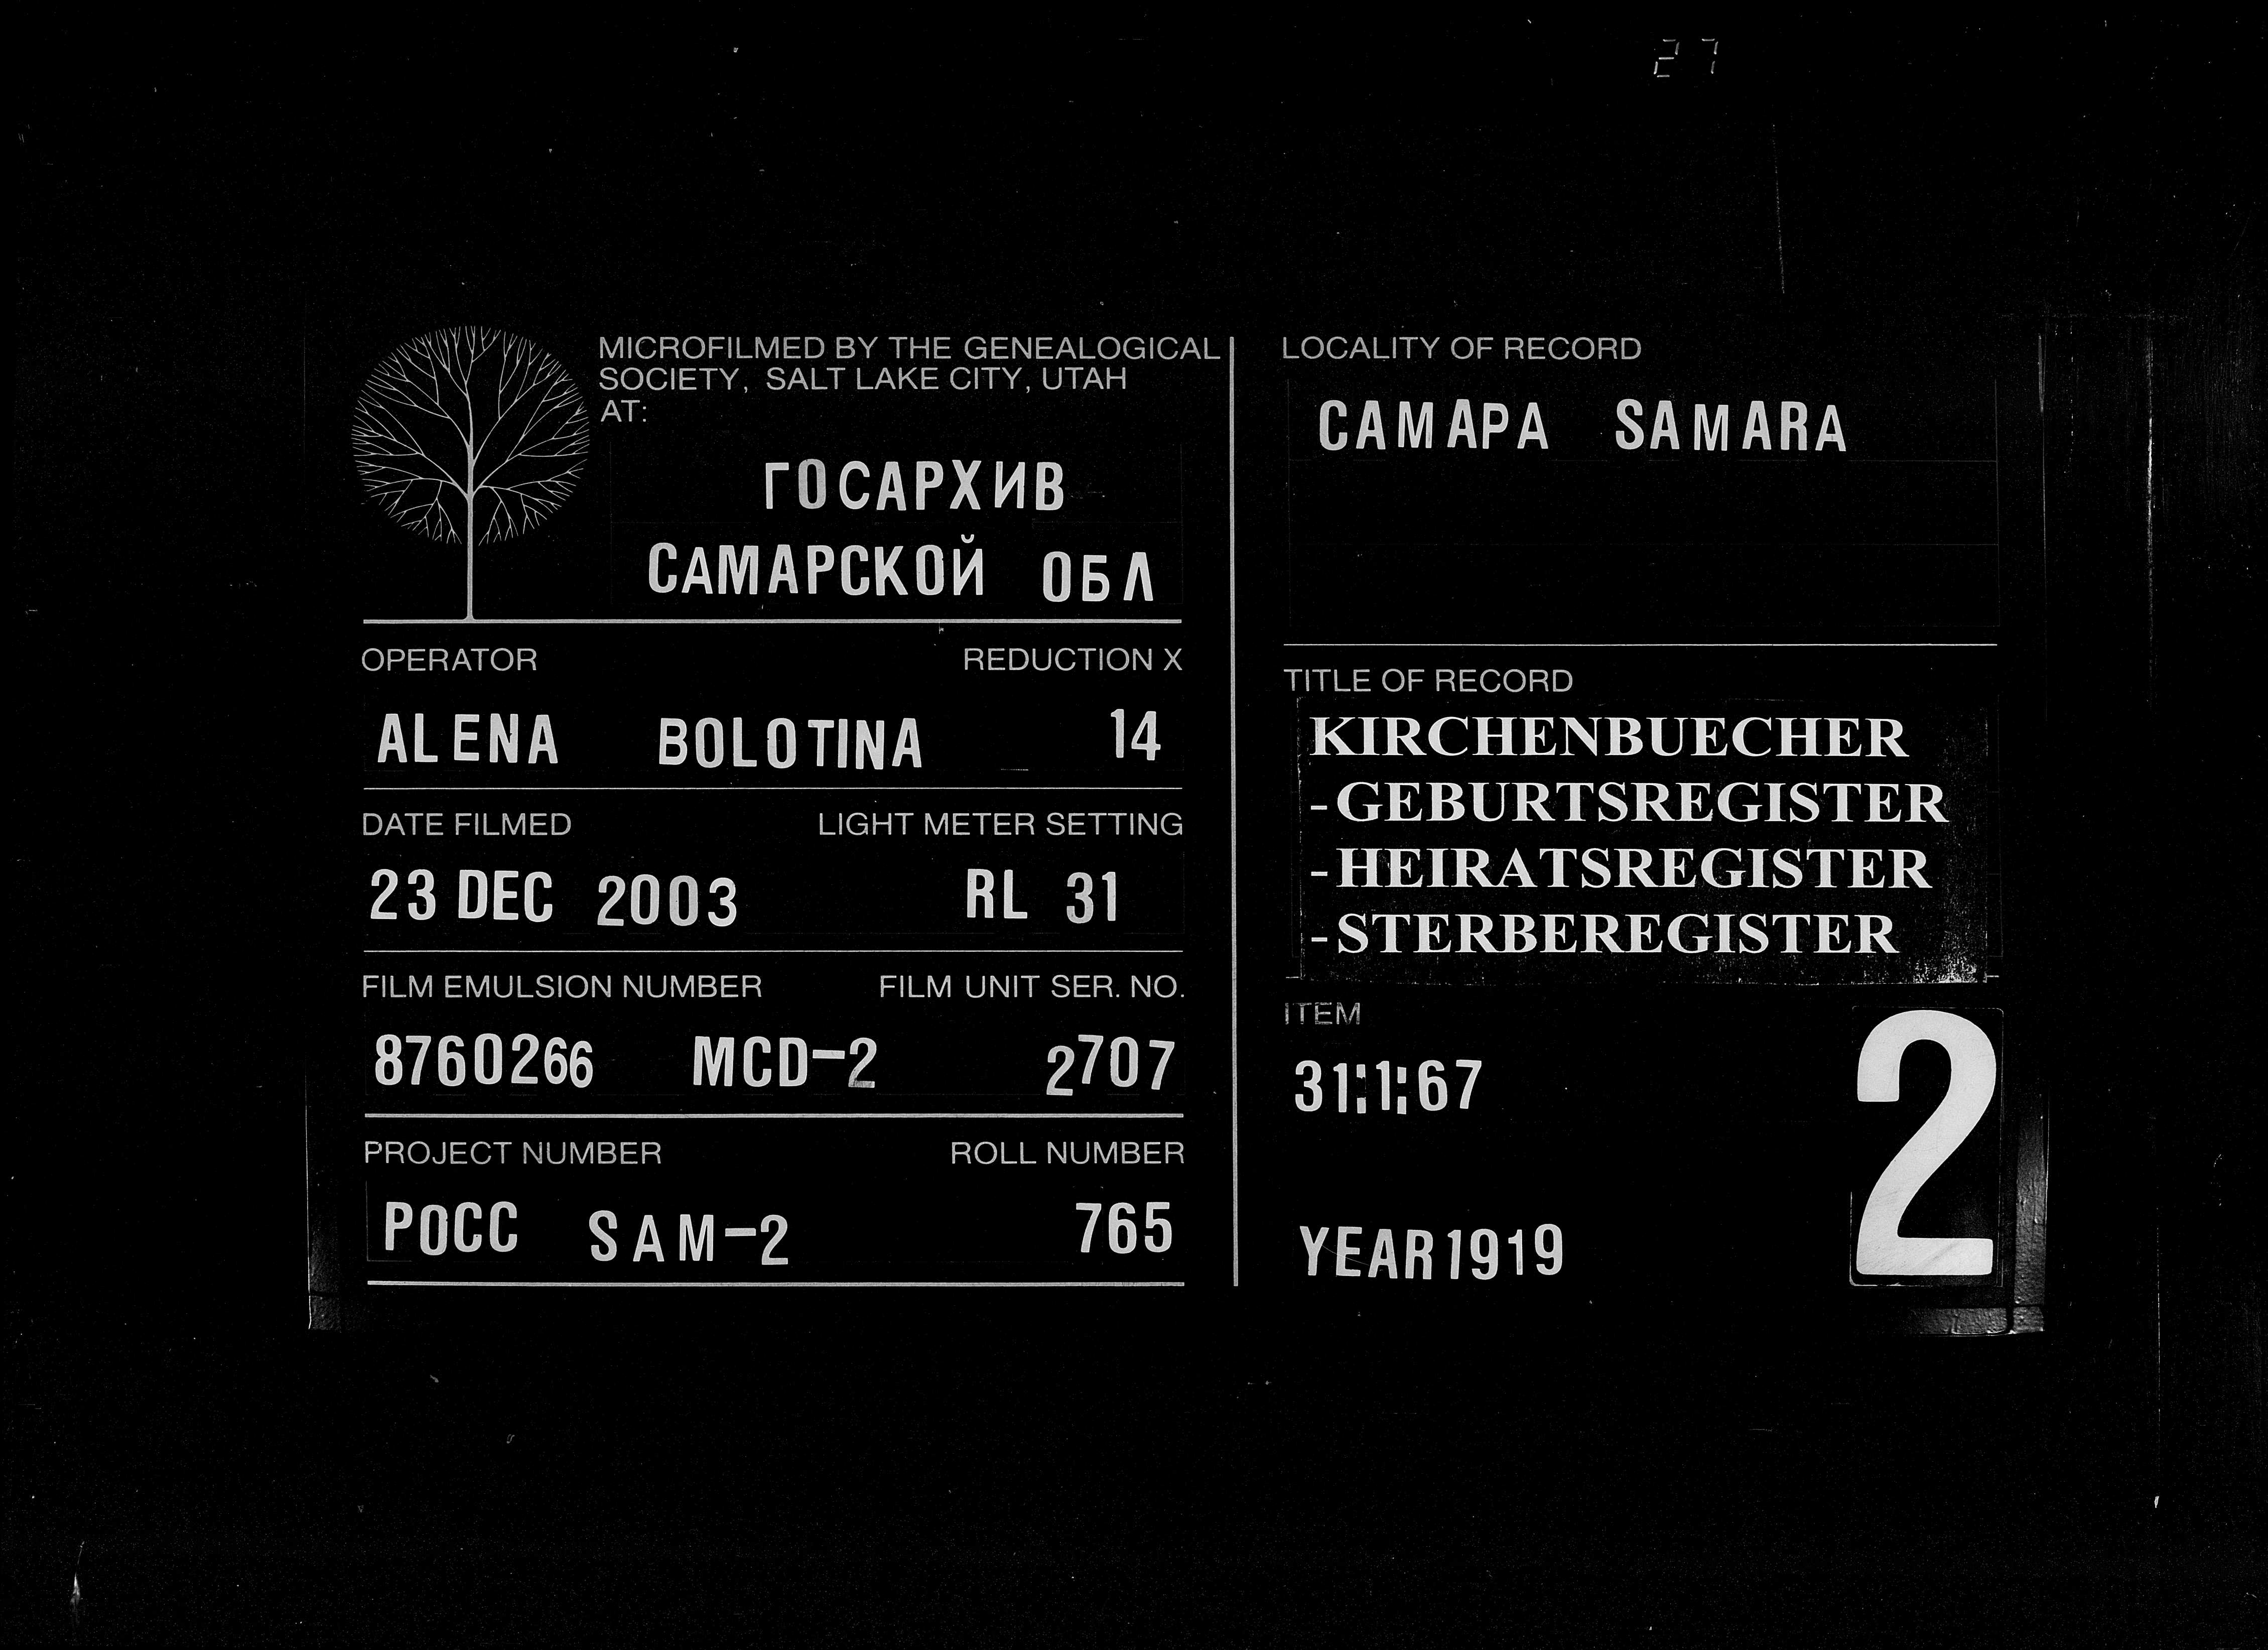 27
MICROFILMED BY THE GENEALOGICAL
SOCIETY, SALT LAKE CITY, UTAH
AT:
ГОСАРХИВ
САМАРСКОЙ ОБЛ
OPERATOR REDUCTION X
ALENA BOLOTINA 14
DATE FILMED LIGHT METER SETTING
23 DEC 2003 RL 31
FILM EMULSION NUMBER FILM UNIT SER. NO.
8760266 MCD-2 2707
PROJECT NUMBER ROLL NUMBER
РОСС SAM-2 765
LOCALITY OF RECORD
САМАРА SAMARA
TITLE OF RECORD
KIRCHENBUECHER
-GEBURTSREGISTER
-HEIRATSREGISTER
-STERBEREGISTER
ITEM
31:1:67
2
YEAR 1919